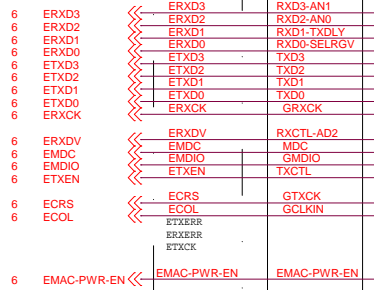 6 ERXD3 ERXD3 RXD3-AN1
6 ERXD2 ERXD2 RXD2-AN0
6 ERXD1 ERXD1 RXD1-TXDLY
6 ERXD0 ERXD0 RXD0-SELRGV
6 ETXD3 ETXD3 TXD3
6 ETXD2 ETXD2 TXD2
6 ETXD1 ETXD1 TXD1
6 ETXD0 ETXD0 TXD0
6 ERXCK ERXCK GRXCK
6 ERXDV ERXDV RXCTL-AD2
6 EMDC EMDC MDC
6 EMDIO EMDIO GMDIO
6 ETXEN ETXEN TXCTL
6 ECRS ECRS GTXCK
6 ECOL ECOL GCLKIN
ETXERR
ERXERR
ETXCK
6 EMAC-PWR-EN EMAC-PWR-EN EMAC-PWR-EN